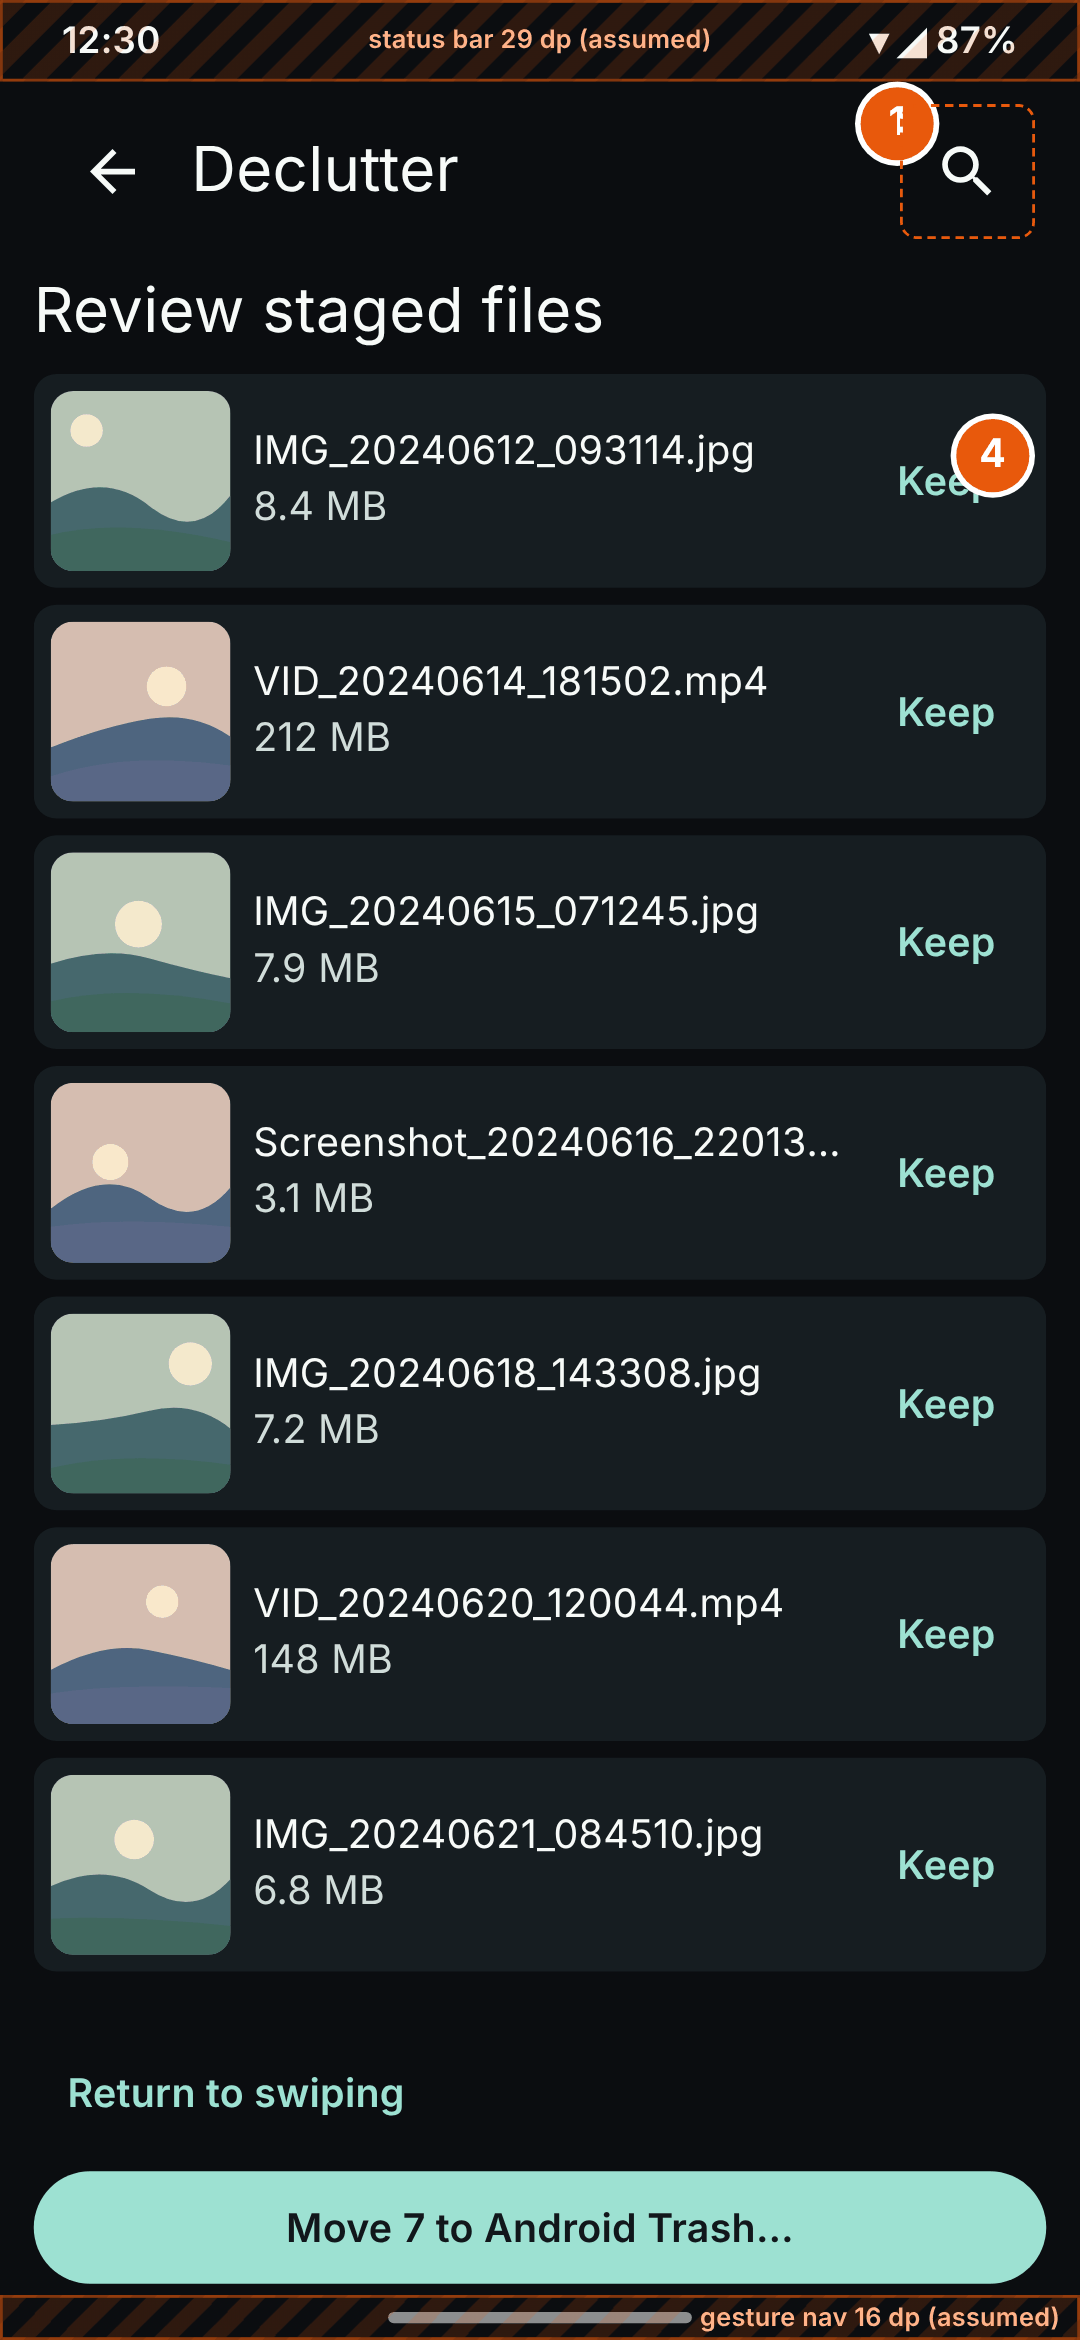 12:30
status bar 29 dp (assumed)
87%
1
Declutter
Review staged files
IMG_20240612_093114.jpg
8.4 MB
4
Keep
VID_20240614_181502.mp4
212 MB
Keep
IMG_20240615_071245.jpg
7.9 MB
Keep
Screenshot_20240616_22013...
3.1 MB
Keep
IMG_20240618_143308.jpg
7.2 MB
Keep
VID_20240620_120044.mp4
148 MB
Keep
IMG_20240621_084510.jpg
6.8 MB
Keep
Return to swiping
Move 7 to Android Trash...
gesture nav 16 dp (assumed)